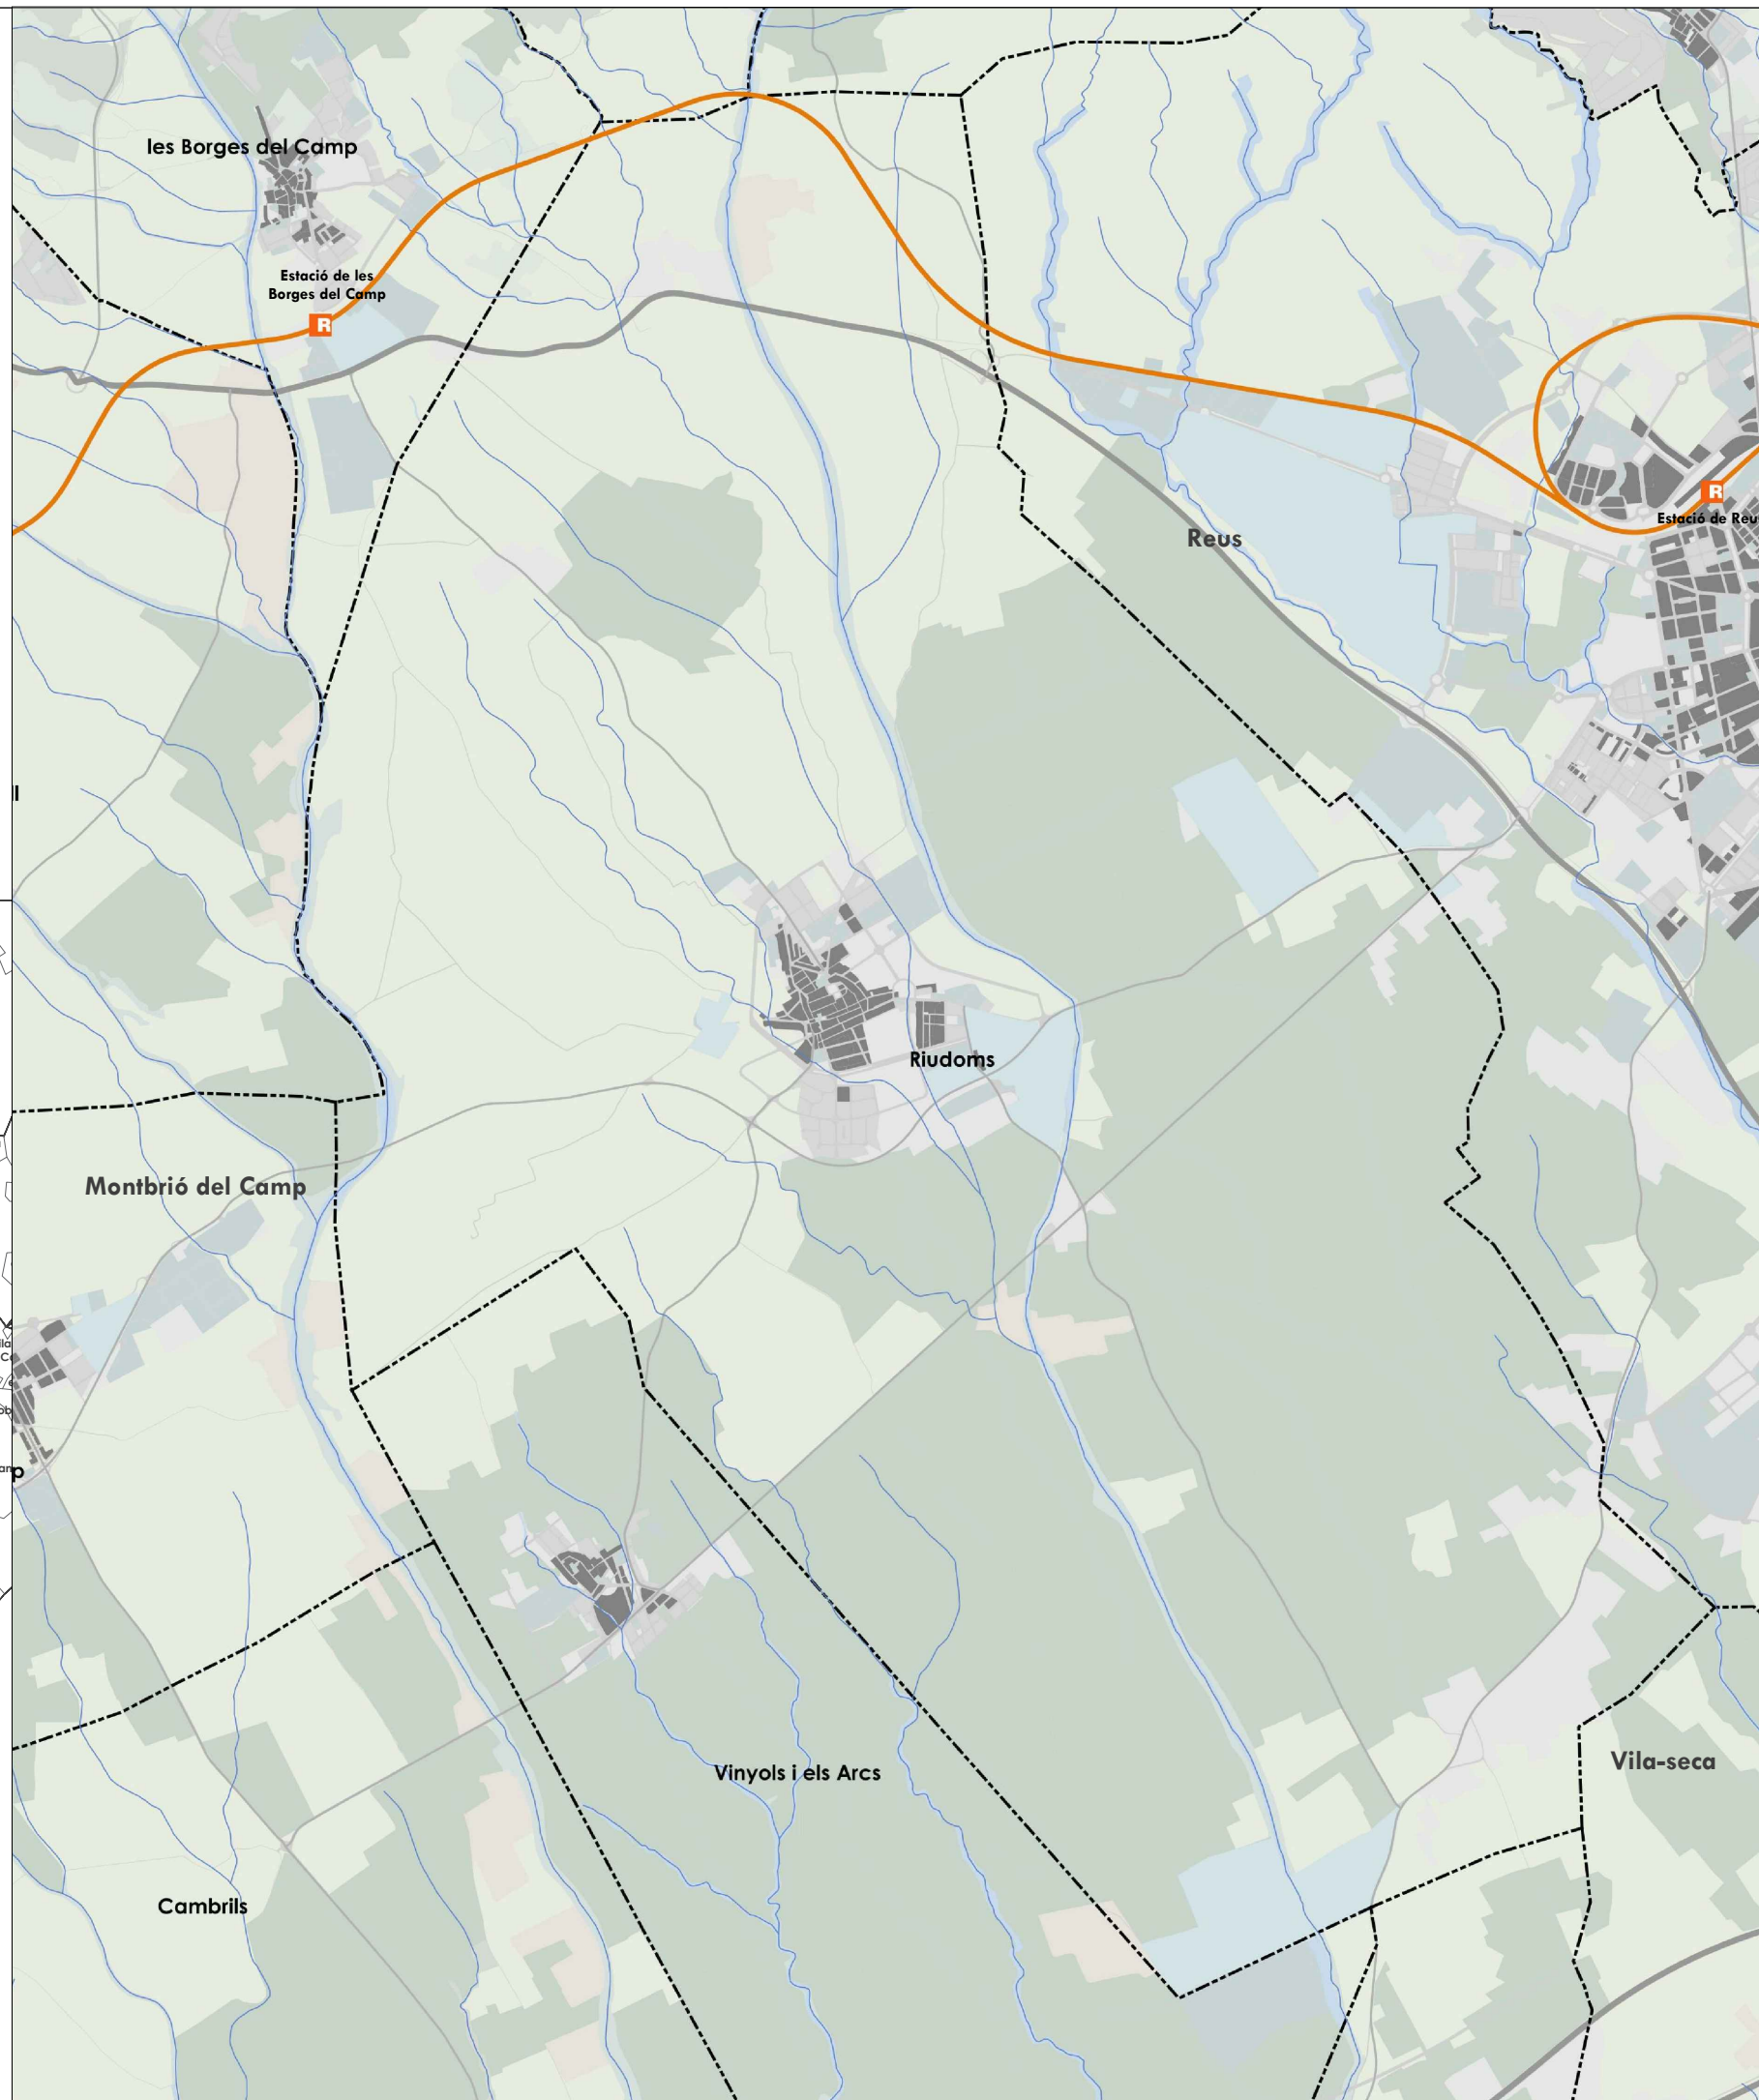 les Borges del Camp
Estació de les
Borges del Camp
R
R
Estació de Reu
Reus
ll
Riudoms
Montbrió del Camp
p
Vinyols i els Arcs
Vila-seca
Cambrils